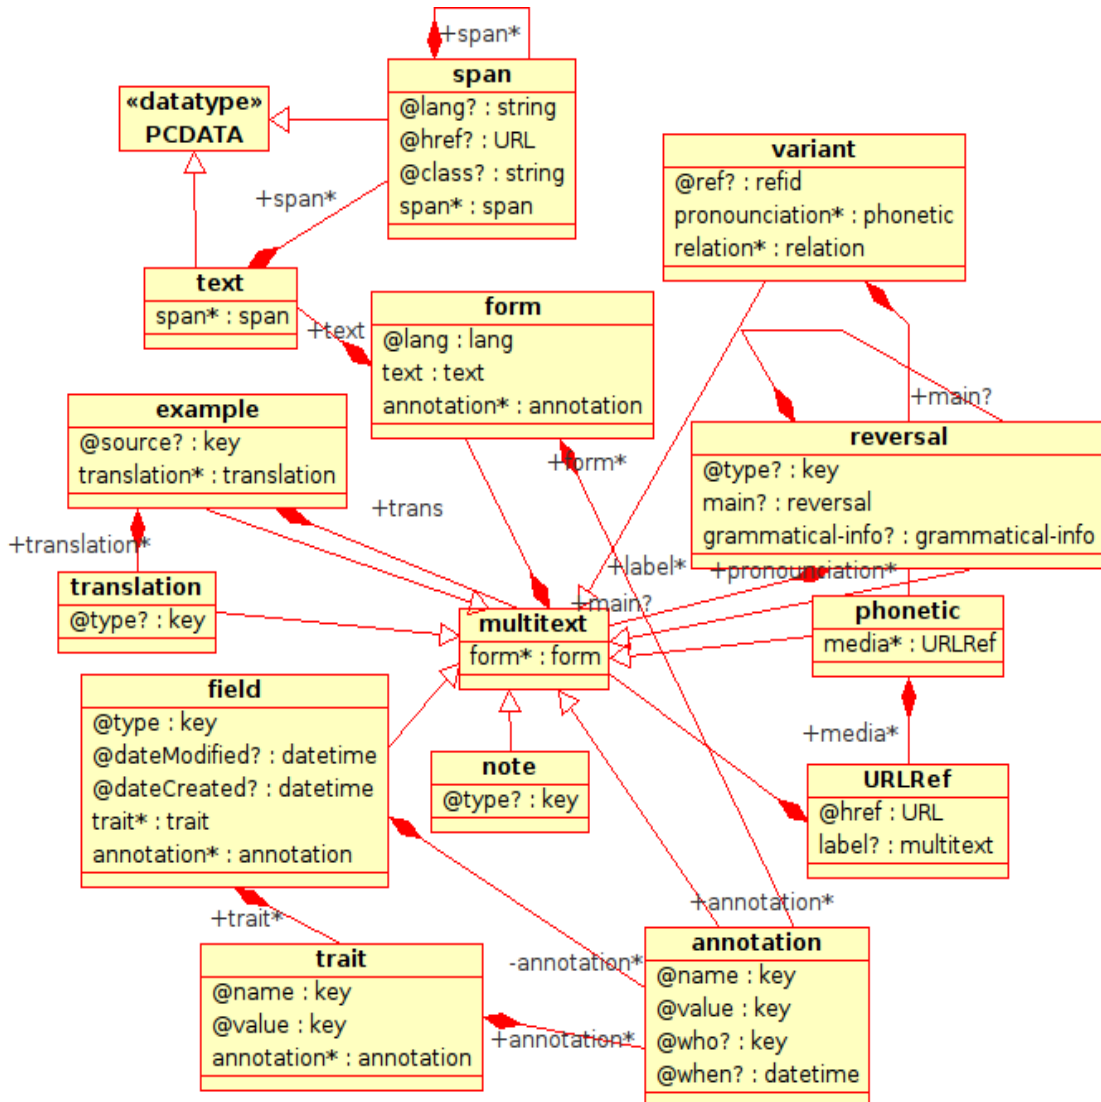 +span*
span
@lang? : string
@href? : URL
@class? : string
span* : span
«datatype»
PCDATA
+span*
variant
@ref? : refid
pronounciation* : phonetic
relation* : relation
text
span* : span
+text
form
@lang : lang
text : text
annotation* : annotation
+main?
example
@source? : key
translation* : translation
reversal
@type? : key
main? : reversal
grammatical-info? : grammatical-info
+form*
+trans
+translation*
+label*
+pronounciation*
translation
@type? : key
+main?
multitext
form* : form
phonetic
media* : URLRef
field
@type : key
@dateModified? : datetime
@dateCreated? : datetime
trait* : trait
annotation* : annotation
note
@type? : key
+media*
URLRef
@href : URL
label? : multitext
+trait*
+annotation*
trait
@name : key
@value : key
annotation* : annotation
-annotation*
+annotation*
annotation
@name : key
@value : key
@who? : key
@when? : datetime